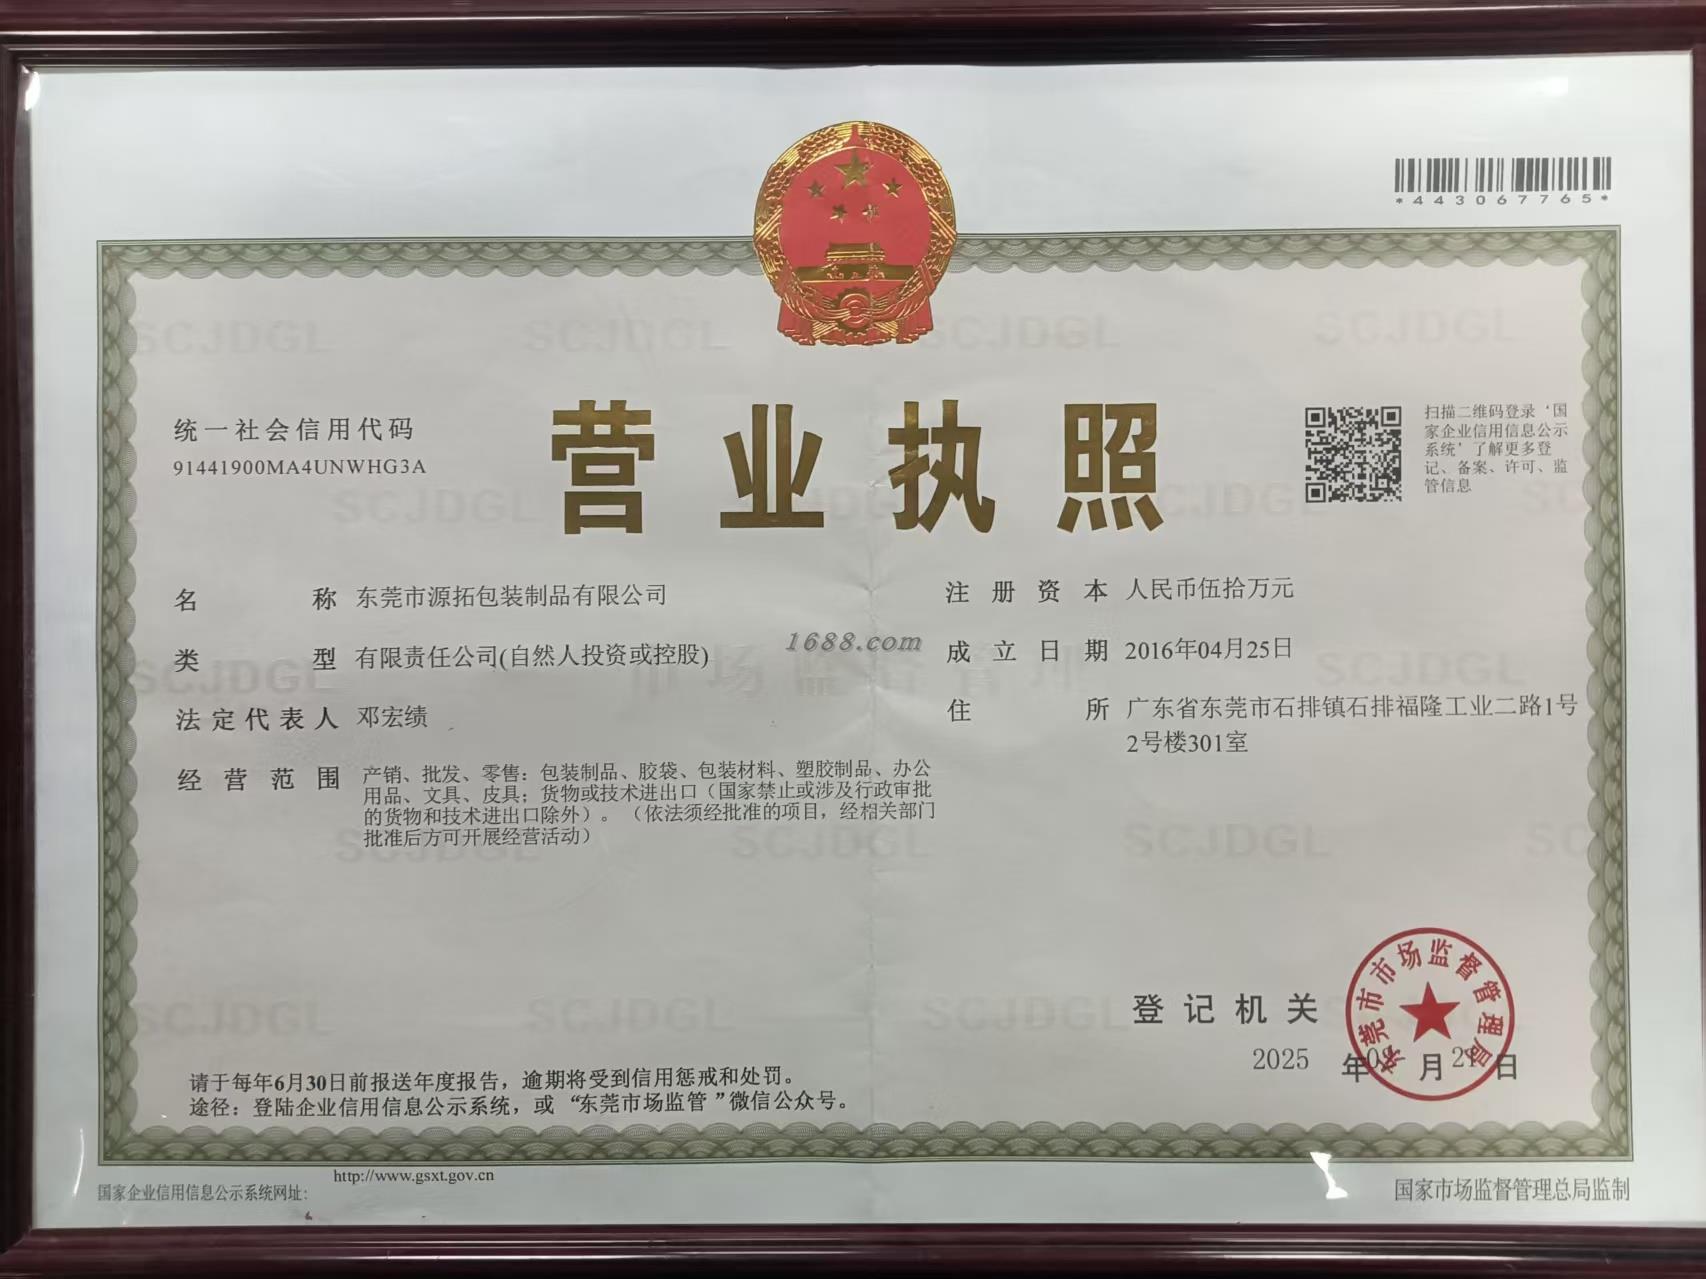 *443067765*
统一社会信用代码
91441900MA4UNWHG3A
营业执照
扫描二维码登录‘国
家企业信用信息公示
系统’了解更多登
记、备案、许可、监
管信息
名称 东莞市源拓包装制品有限公司
类型 有限责任公司(自然人投资或控股)
法定代表人 邓宏绩
经营范围 产销、批发、零售：包装制品、胶袋、包装材料、塑胶制品、办公
用品、文具、皮具；货物或技术进出口（国家禁止或涉及行政审批
的货物和技术进出口除外）。（依法须经批准的项目，经相关部门
批准后方可开展经营活动）
1688.com
注册资本 人民币伍拾万元
成立日期 2016年04月25日
住所 广东省东莞市石排镇石排福隆工业二路1号
2号楼301室
登记机关
东莞市市场监督管理局
2025 年 月 日
请于每年6月30日前报送年度报告，逾期将受到信用惩戒和处罚。
途径：登陆企业信用信息公示系统，或“东莞市场监管”微信公众号。
国家企业信用信息公示系统网址：
http://www.gsxt.gov.cn
国家市场监督管理总局监制
SCJDGL
市场监督管理